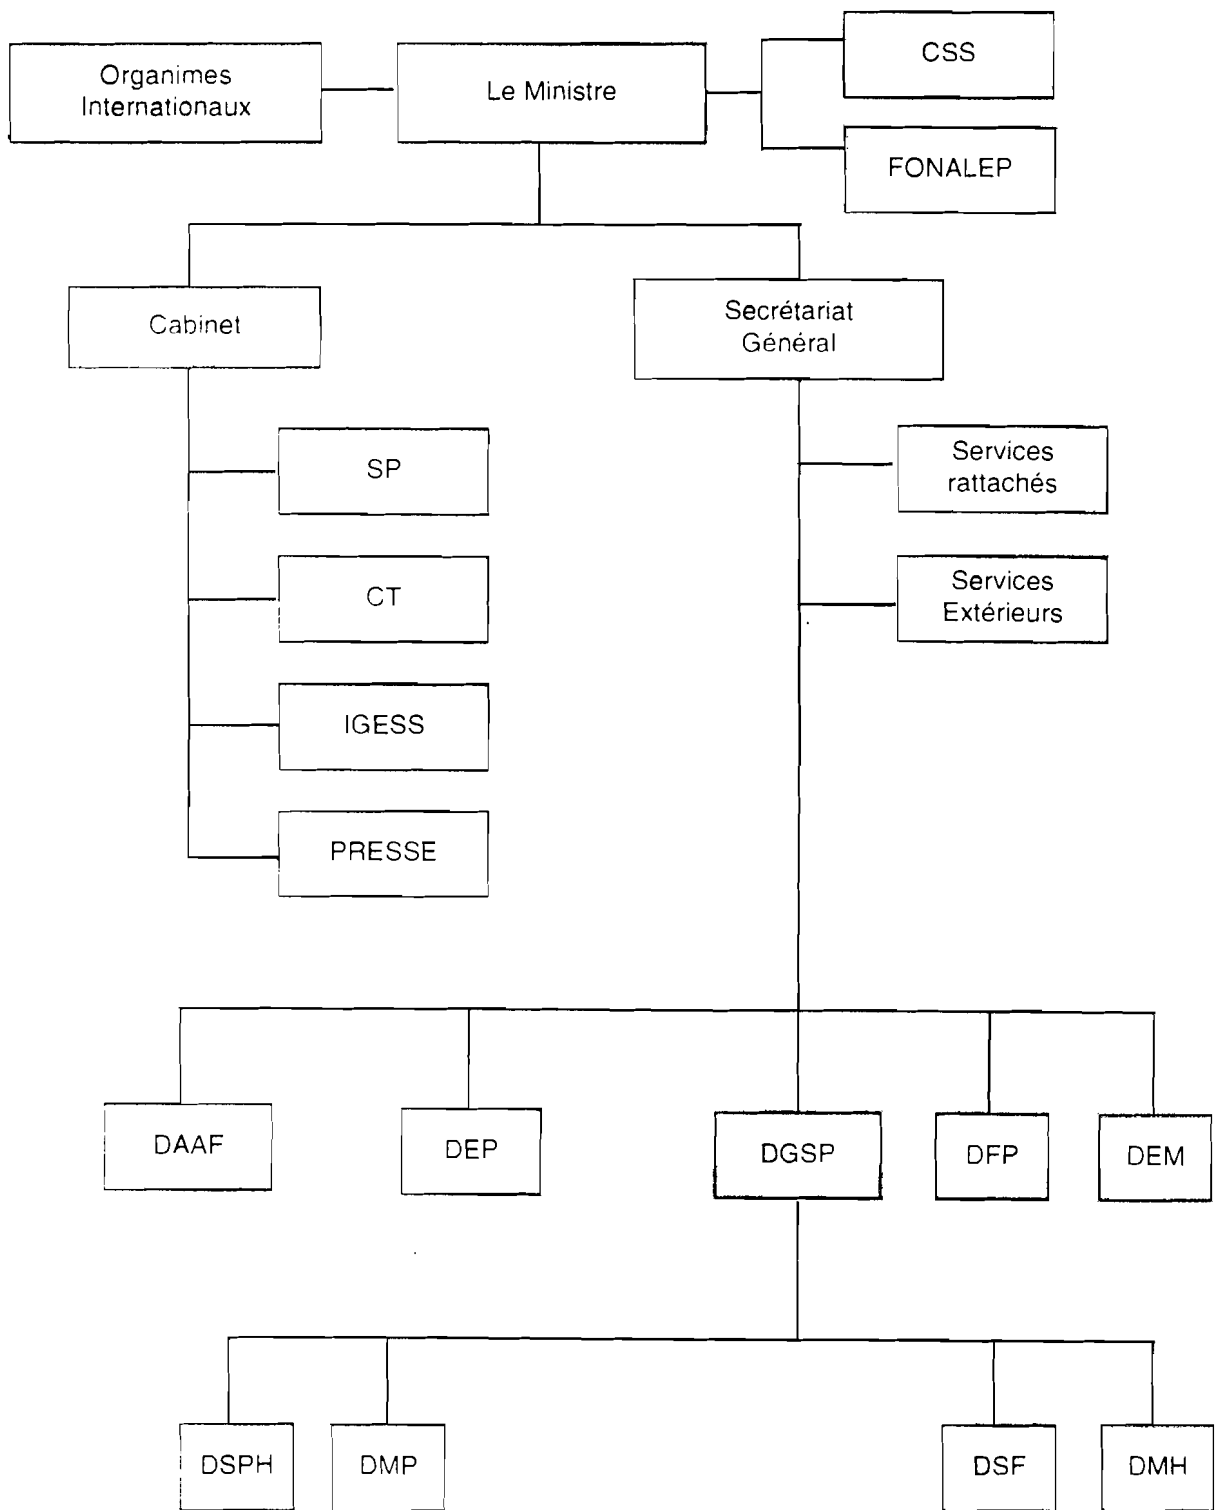 Organimes
Internationaux
Le Ministre
CSS
FONALEP
Cabinet
Secrétariat
Général
SP
CT
IGESS
PRESSE
Services
rattachés
Services
Extérieurs
DAAF
DEP
DGSP
DFP
DEM
DSPH
DMP
DSF
DMH